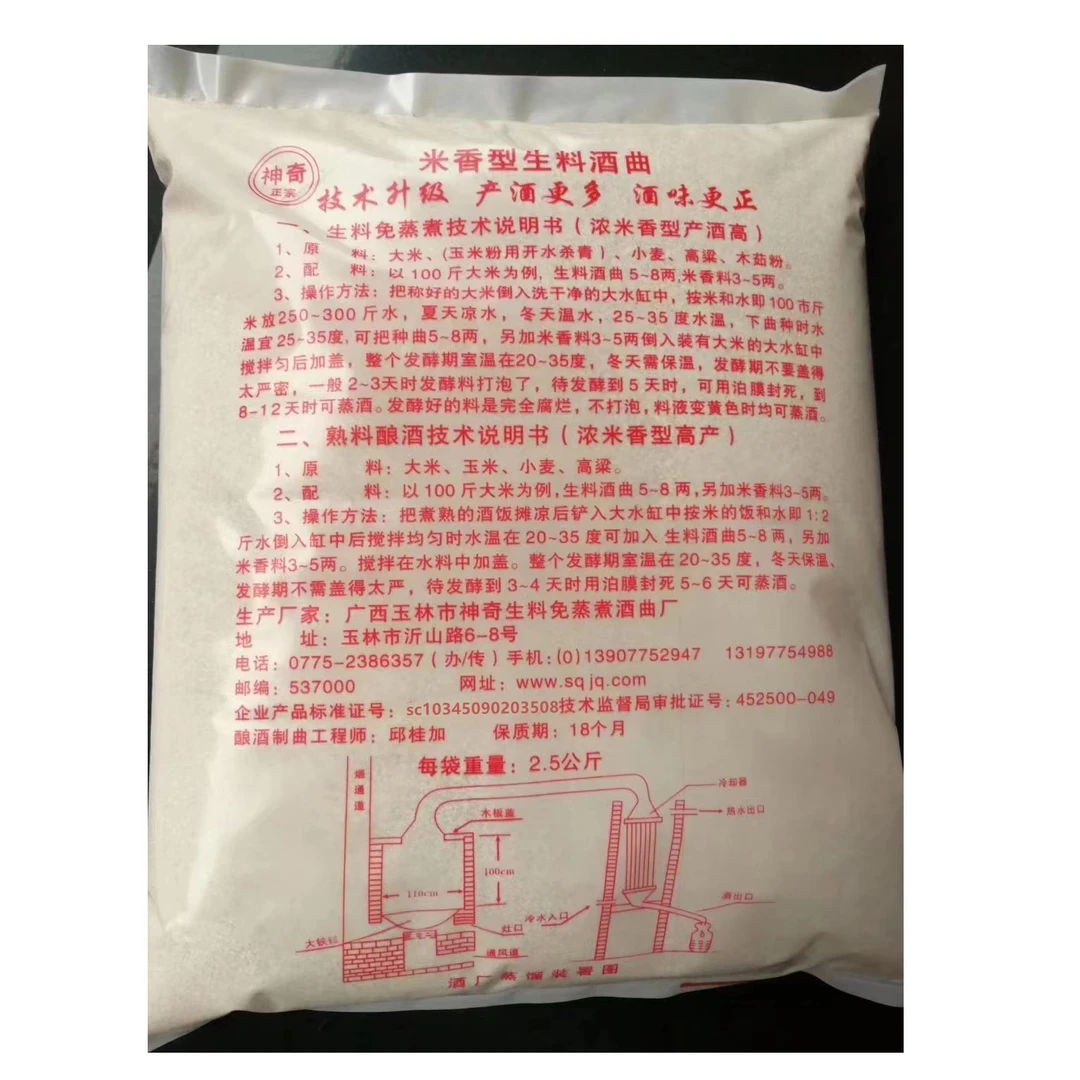 神奇
正宗
米香型生料酒曲
技术升级 产酒更多 酒味更正
一、生料免蒸煮技术说明书(浓米香型产酒高)
1、原 料:大米、(玉米粉用开水杀青)、小麦、高粱、木茹粉。
2、配 料:以100斤大米为例,生料酒曲5~8两,米香料3~5两。
3、操作方法:把称好的大米倒入洗干净的大水缸中,按米和水即100市斤
米放250~300斤水,夏天凉水,冬天温水,25~35度水温,下曲种时水
温宜25~35度,可把种曲5~8两,另加米香料3~5两倒入装有大米的大水缸中
搅拌匀后加盖,整个发酵期室温在20~35度,冬天需保温,发酵期不要盖得
太严密,一般2~3天时发酵料打泡了,待发酵到5天时,可用泊膜封死,到
8-12天时可蒸酒。发酵好的料是完全腐烂,不打泡,料液变黄色时均可蒸酒。
二、熟料酿酒技术说明书(浓米香型高产)
1、原 料:大米、玉米、小麦、高粱。
2、配 料:以100斤大米为例,生料酒曲5~8两,另加米香料3~5两。
3、操作方法:把煮熟的酒饭摊凉后铲入大水缸中按米的饭和水即1:2
斤水倒入缸中后搅拌均匀时水温在20~35度可加入生料酒曲5~8两,另加
米香料3~5两。搅拌在水料中加盖。整个发酵期室温在20~35度,冬天保温、
发酵期不需盖得太严,待发酵到3~4天时用泊膜封死5~6天可蒸酒。
生产厂家:广西玉林市神奇生料免蒸煮酒曲厂
地 址:玉林市沂山路6-8号
电话:0775-2386357(办/传)手机:(0)13907752947 13197754988
邮编:537000 网址:www.sqjq.com
企业产品标准证号:sc10345090203508技术监督局审批证号:452500-049
酿酒制曲工程师:邱桂加 保质期:18个月
每袋重量:2.5公斤
烟通道
冷却器
木板盖
热水出口
100cm
110cm
酒出口
冷水入口
灶口
大铁
通风道
酒厂蒸馏装置图